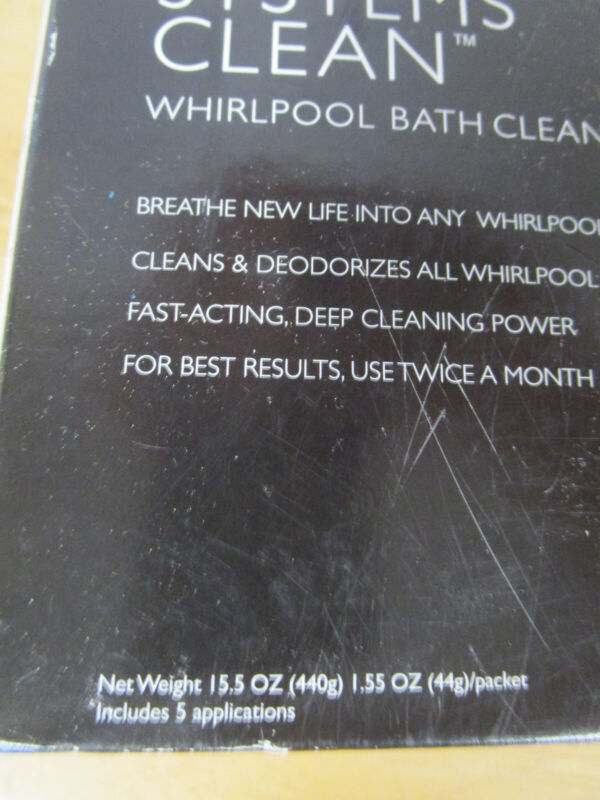 SYSTEMS
CLEAN™
WHIRLPOOL BATH CLEAN
BREATHE NEW LIFE INTO ANY WHIRLPOOL
CLEANS & DEODORIZES ALL WHIRLPOOL
FAST-ACTING, DEEP CLEANING POWER
FOR BEST RESULTS, USE TWICE A MONTH
Net Weight 15.5 OZ (440g) 1.55 OZ (44g)/packet
Includes 5 applications